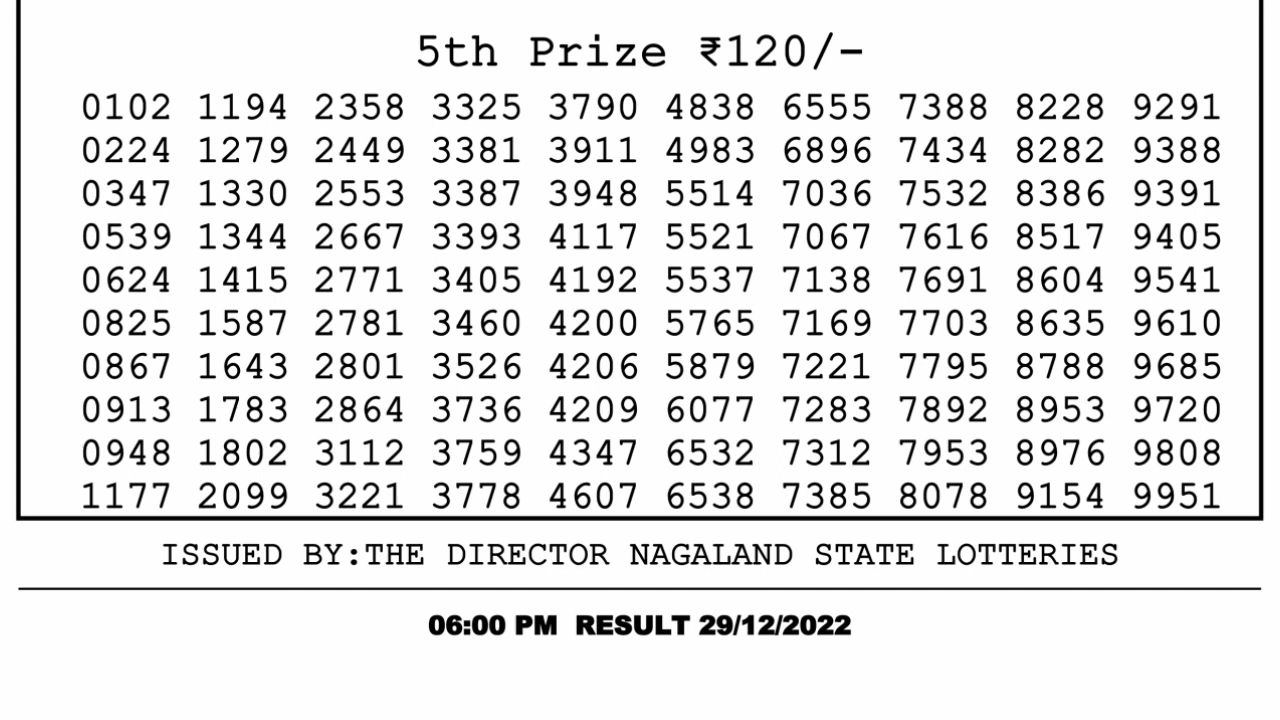 5th Prize ₹120/-
0102 1194 2358 3325 3790 4838 6555 7388 8228 9291
0224 1279 2449 3381 3911 4983 6896 7434 8282 9388
0347 1330 2553 3387 3948 5514 7036 7532 8386 9391
0539 1344 2667 3393 4117 5521 7067 7616 8517 9405
0624 1415 2771 3405 4192 5537 7138 7691 8604 9541
0825 1587 2781 3460 4200 5765 7169 7703 8635 9610
0867 1643 2801 3526 4206 5879 7221 7795 8788 9685
0913 1783 2864 3736 4209 6077 7283 7892 8953 9720
0948 1802 3112 3759 4347 6532 7312 7953 8976 9808
1177 2099 3221 3778 4607 6538 7385 8078 9154 9951
ISSUED BY:THE DIRECTOR NAGALAND STATE LOTTERIES
06:00 PM RESULT 29/12/2022